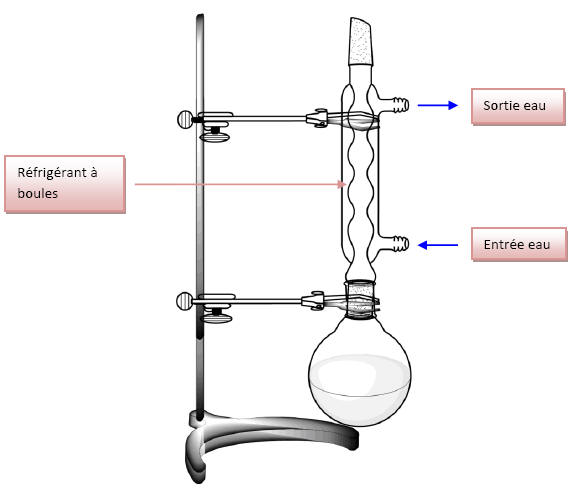 Sortie eau
Réfrigérant à
boules
Entrée eau